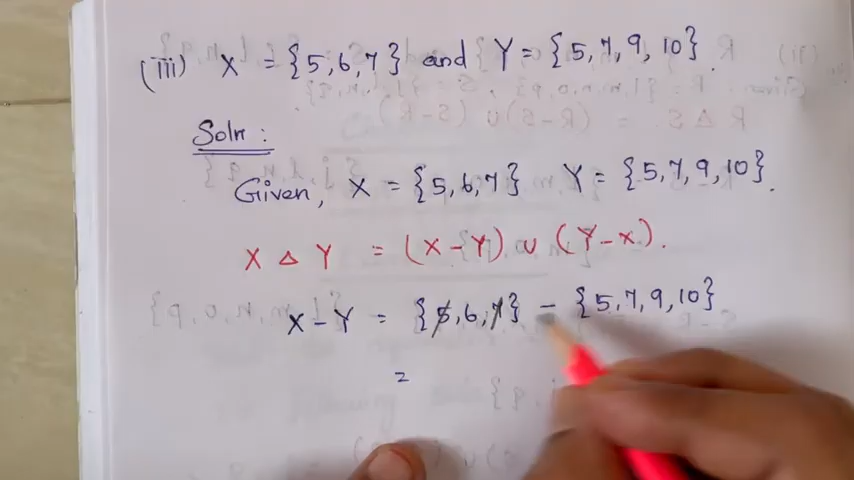 (iii) X = {5,6,7} and Y = {5,7,9,10}.
Soln :
Given, X = {5,6,7} Y = {5,7,9,10}.
X Δ Y = (X-Y) ∪ (Y-X).
X-Y = {5,6,7} - {5,7,9,10}
=